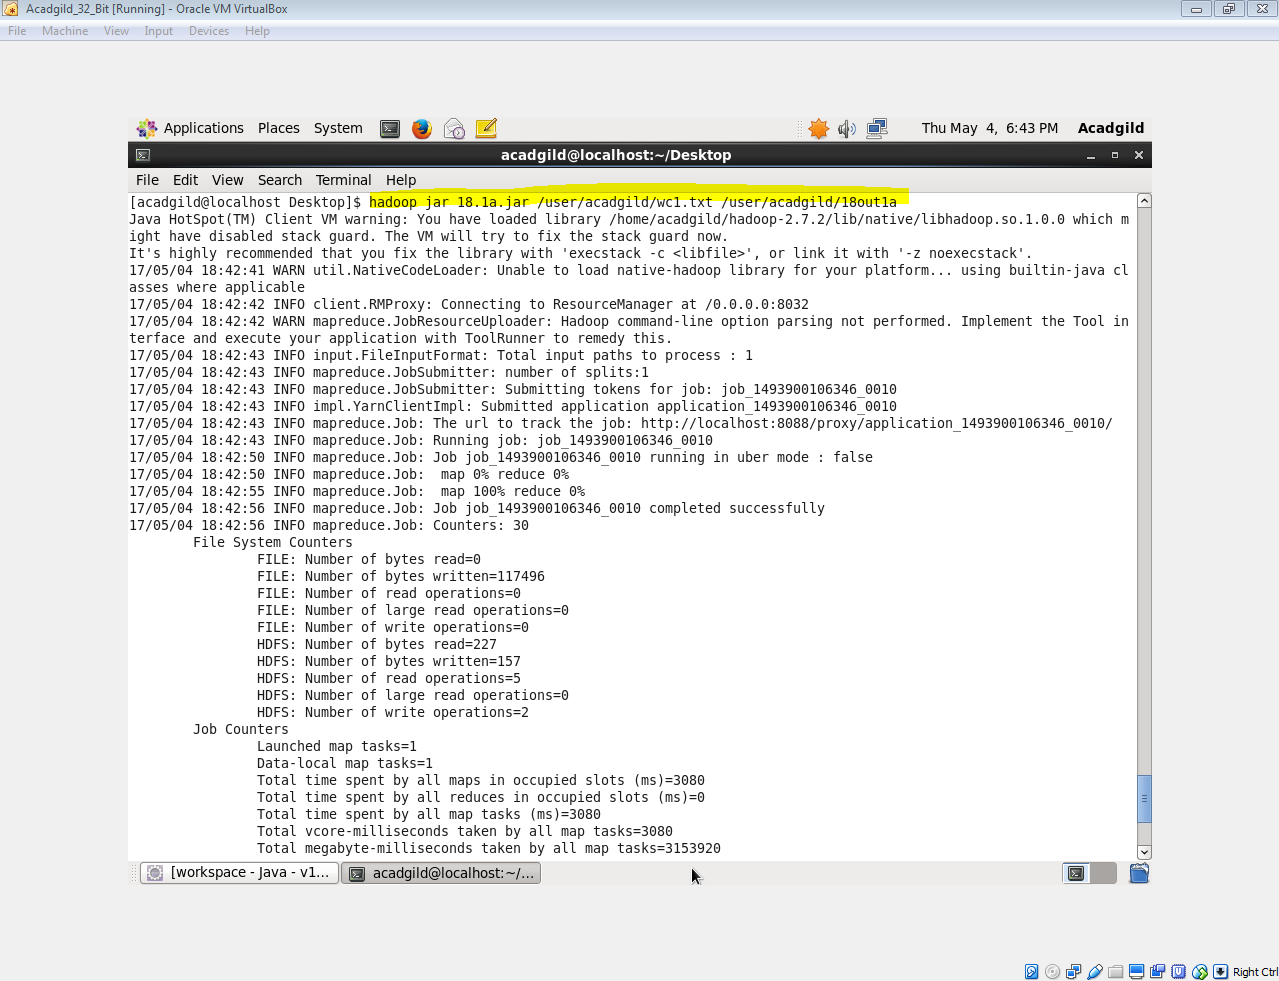 Acadgild_32_Bit [Running] - Oracle VM VirtualBox
File Machine View Input Devices Help
Applications Places System Thu May 4, 6:43 PM Acadgild
acadgild@localhost:~/Desktop
File Edit View Search Terminal Help
[acadgild@localhost Desktop]$ hadoop jar 18.1a.jar /user/acadgild/wc1.txt /user/acadgild/18out1a
Java HotSpot(TM) Client VM warning: You have loaded library /home/acadgild/hadoop-2.7.2/lib/native/libhadoop.so.1.0.0 which m
ight have disabled stack guard. The VM will try to fix the stack guard now.
It's highly recommended that you fix the library with 'execstack -c <libfile>', or link it with '-z noexecstack'.
17/05/04 18:42:41 WARN util.NativeCodeLoader: Unable to load native-hadoop library for your platform... using builtin-java cl
asses where applicable
17/05/04 18:42:42 INFO client.RMProxy: Connecting to ResourceManager at /0.0.0.0:8032
17/05/04 18:42:42 WARN mapreduce.JobResourceUploader: Hadoop command-line option parsing not performed. Implement the Tool in
terface and execute your application with ToolRunner to remedy this.
17/05/04 18:42:43 INFO input.FileInputFormat: Total input paths to process : 1
17/05/04 18:42:43 INFO mapreduce.JobSubmitter: number of splits:1
17/05/04 18:42:43 INFO mapreduce.JobSubmitter: Submitting tokens for job: job_1493900106346_0010
17/05/04 18:42:43 INFO impl.YarnClientImpl: Submitted application application_1493900106346_0010
17/05/04 18:42:43 INFO mapreduce.Job: The url to track the job: http://localhost:8088/proxy/application_1493900106346_0010/
17/05/04 18:42:43 INFO mapreduce.Job: Running job: job_1493900106346_0010
17/05/04 18:42:50 INFO mapreduce.Job: Job job_1493900106346_0010 running in uber mode : false
17/05/04 18:42:50 INFO mapreduce.Job:  map 0% reduce 0%
17/05/04 18:42:55 INFO mapreduce.Job:  map 100% reduce 0%
17/05/04 18:42:56 INFO mapreduce.Job: Job job_1493900106346_0010 completed successfully
17/05/04 18:42:56 INFO mapreduce.Job: Counters: 30
File System Counters
FILE: Number of bytes read=0
FILE: Number of bytes written=117496
FILE: Number of read operations=0
FILE: Number of large read operations=0
FILE: Number of write operations=0
HDFS: Number of bytes read=227
HDFS: Number of bytes written=157
HDFS: Number of read operations=5
HDFS: Number of large read operations=0
HDFS: Number of write operations=2
Job Counters
Launched map tasks=1
Data-local map tasks=1
Total time spent by all maps in occupied slots (ms)=3080
Total time spent by all reduces in occupied slots (ms)=0
Total time spent by all map tasks (ms)=3080
Total vcore-milliseconds taken by all map tasks=3080
Total megabyte-milliseconds taken by all map tasks=3153920
[workspace - Java - v1... acadgild@localhost:~/...
Right Ctrl